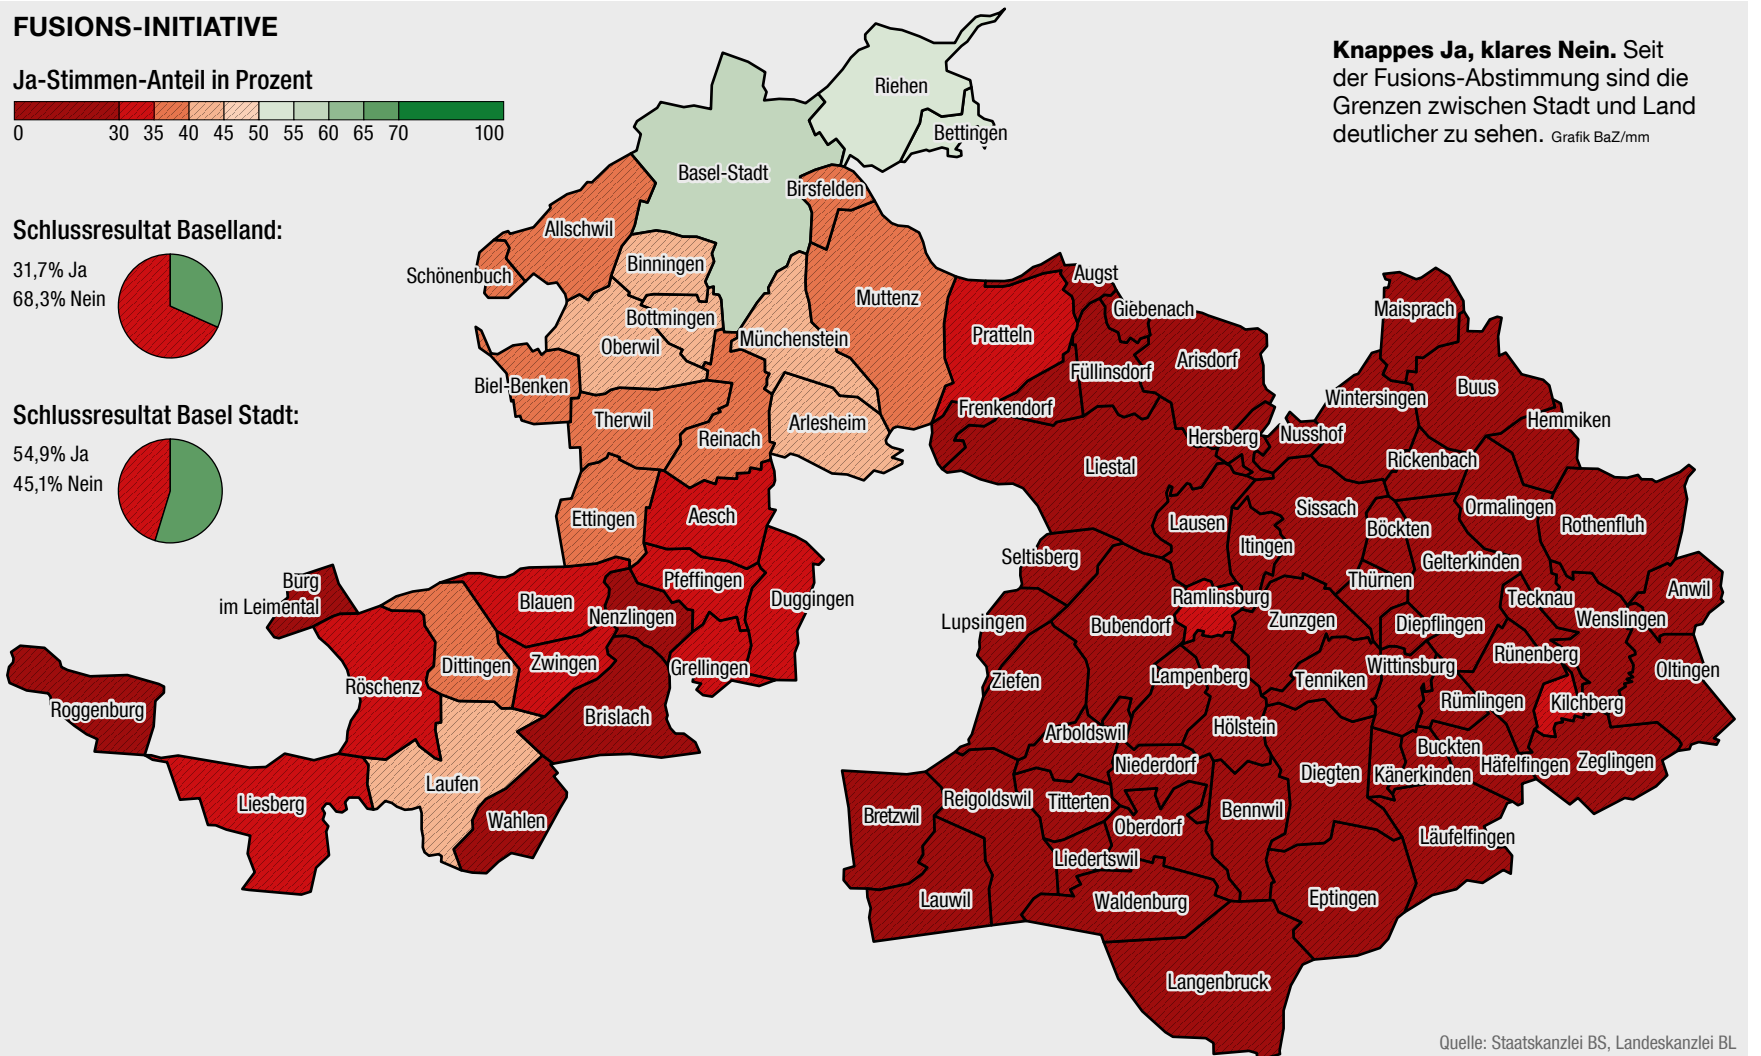 FUSIONS-INITIATIVE
Ja-Stimmen-Anteil in Prozent
0 30 35 40 45 50 55 60 65 70 100
Schlussresultat Baselland:
31,7% Ja
68,3% Nein
Schlussresultat Basel Stadt:
54,9% Ja
45,1% Nein
Knappes Ja, klares Nein. Seit
der Fusions-Abstimmung sind die
Grenzen zwischen Stadt und Land
deutlicher zu sehen. Grafik BaZ/mm
Riehen
Bettingen
Basel-Stadt
Birsfelden
Allschwil
Binningen
Schönenbuch
Muttenz
Bottmingen
Oberwil
Münchenstein
Biel-Benken
Therwil
Reinach
Arlesheim
Ettingen
Aesch
Pfeffingen
Duggingen
Burg
im Leimental
Blauen
Nenzlingen
Dittingen
Zwingen
Grellingen
Röschenz
Roggenburg
Brislach
Laufen
Liesberg
Wahlen
Augst
Giebenach
Pratteln
Arisdorf
Füllinsdorf
Frenkendorf
Hersberg
Liestal
Maisprach
Buus
Wintersingen
Hemmiken
Nusshof
Rickenbach
Ormalingen
Rothenfluh
Sissach
Böckten
Lausen
Itingen
Gelterkinden
Seltisberg
Thürnen
Anwil
Tecknau
Wenslingen
Ramlinsburg
Zunzgen
Diepflingen
Lupsingen
Bubendorf
Rünenberg
Oltingen
Wittinsburg
Tenniken
Lampenberg
Ziefen
Rümlingen
Kilchberg
Hölstein
Arboldswil
Buckten
Häfelfingen
Zeglingen
Niederdorf
Diegten
Känerkinden
Reigoldswil
Titterten
Bretzwil
Bennwil
Oberdorf
Läufelfingen
Liedertswil
Lauwil
Waldenburg
Eptingen
Langenbruck
Quelle: Staatskanzlei BS, Landeskanzlei BL